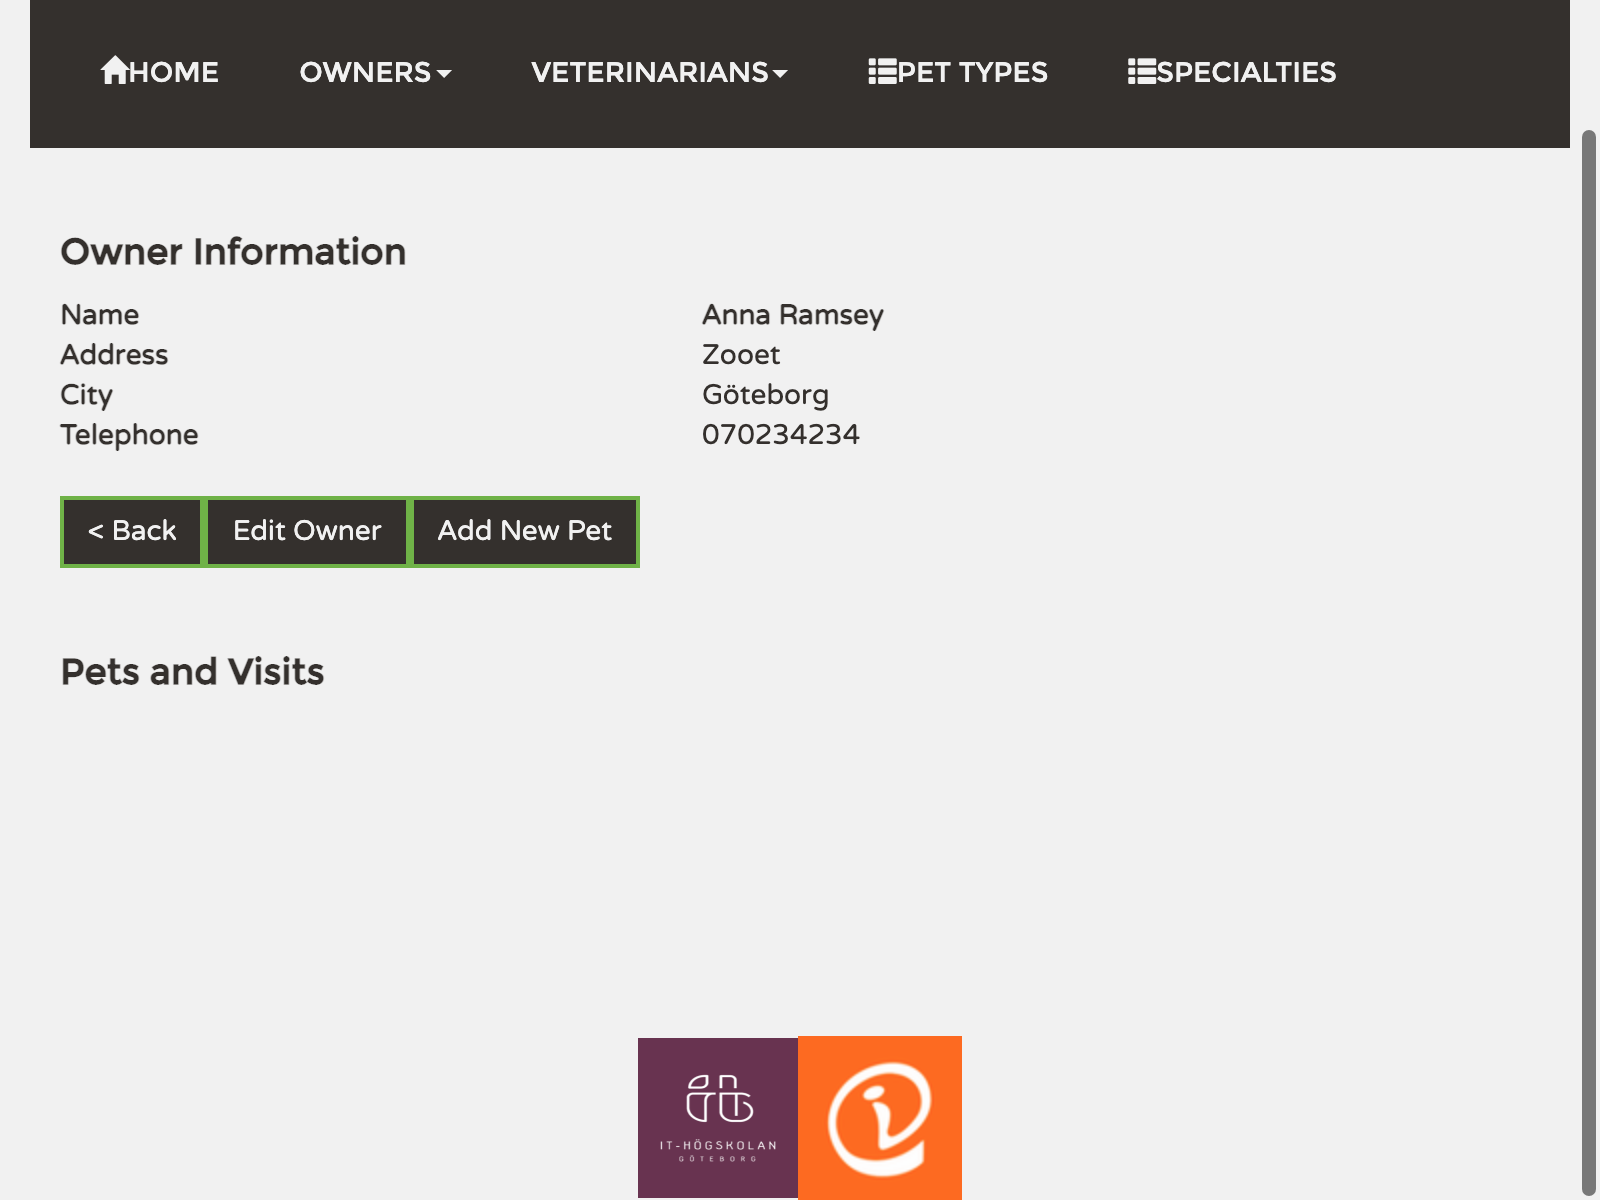 HOME OWNERS VETERINARIANS PET TYPES SPECIALTIES
Owner Information
Name Anna Ramsey
Address Zooet
City Göteborg
Telephone 070234234
< Back Edit Owner Add New Pet
Pets and Visits
IT-HÖGSKOLAN
GÖTEBORG